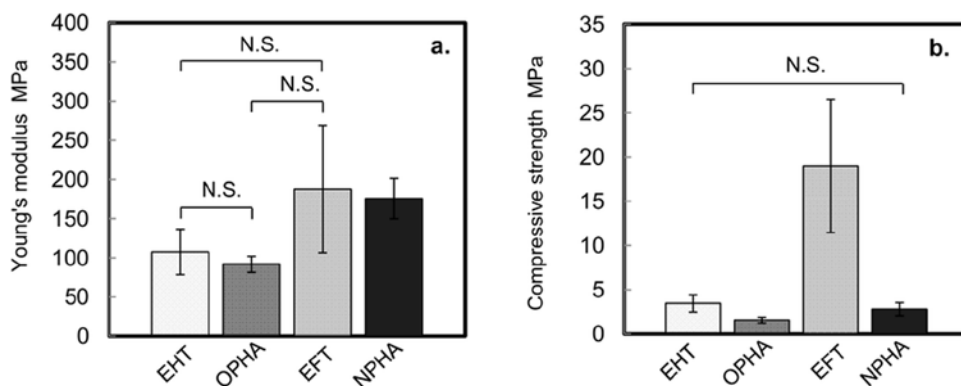 a.
Young's modulus MPa
400
350
300
250
200
150
100
50
0
N.S.
N.S.
N.S.
EHT
OPHA
EFT
NPHA
b.
Compressive strength MPa
35
30
25
20
15
10
5
0
N.S.
EHT
OPHA
EFT
NPHA